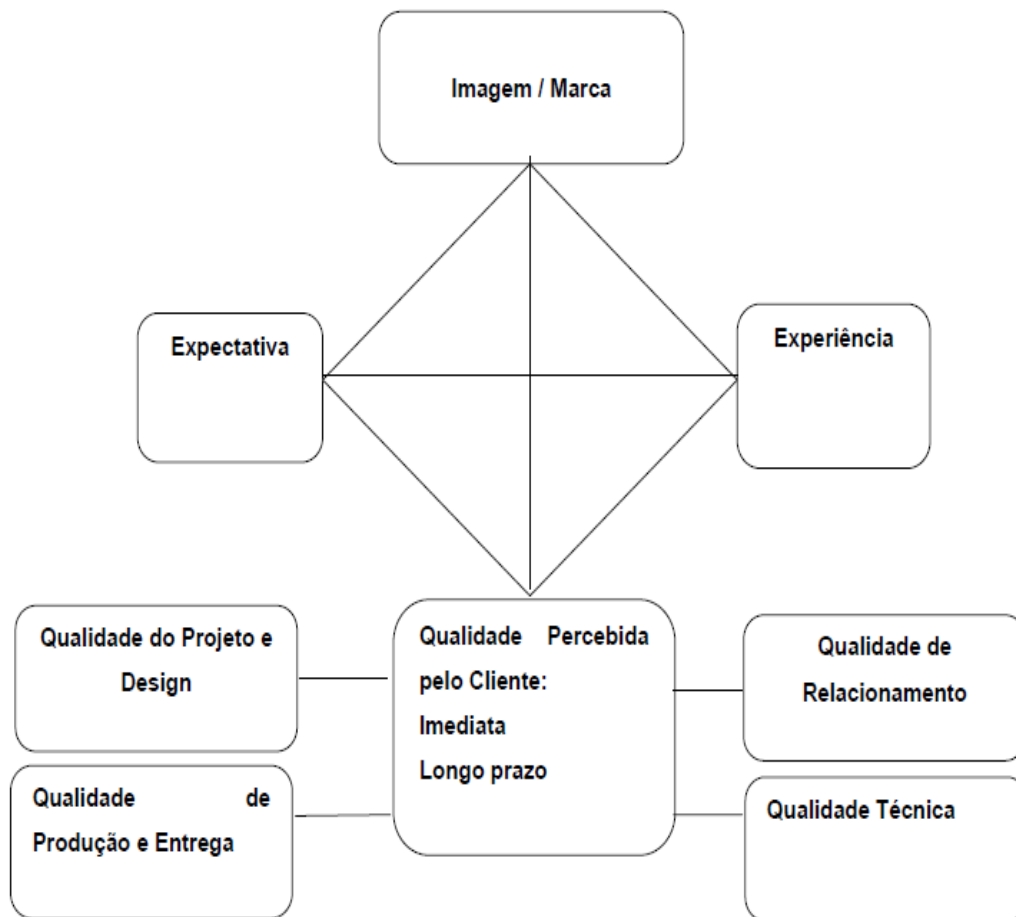 Imagem / Marca
Expectativa
Experiência
Qualidade do Projeto e
Design
Qualidade Percebida
pelo Cliente:
Imediata
Longo prazo
Qualidade de
Relacionamento
Qualidade de
Produção e Entrega
Qualidade Técnica